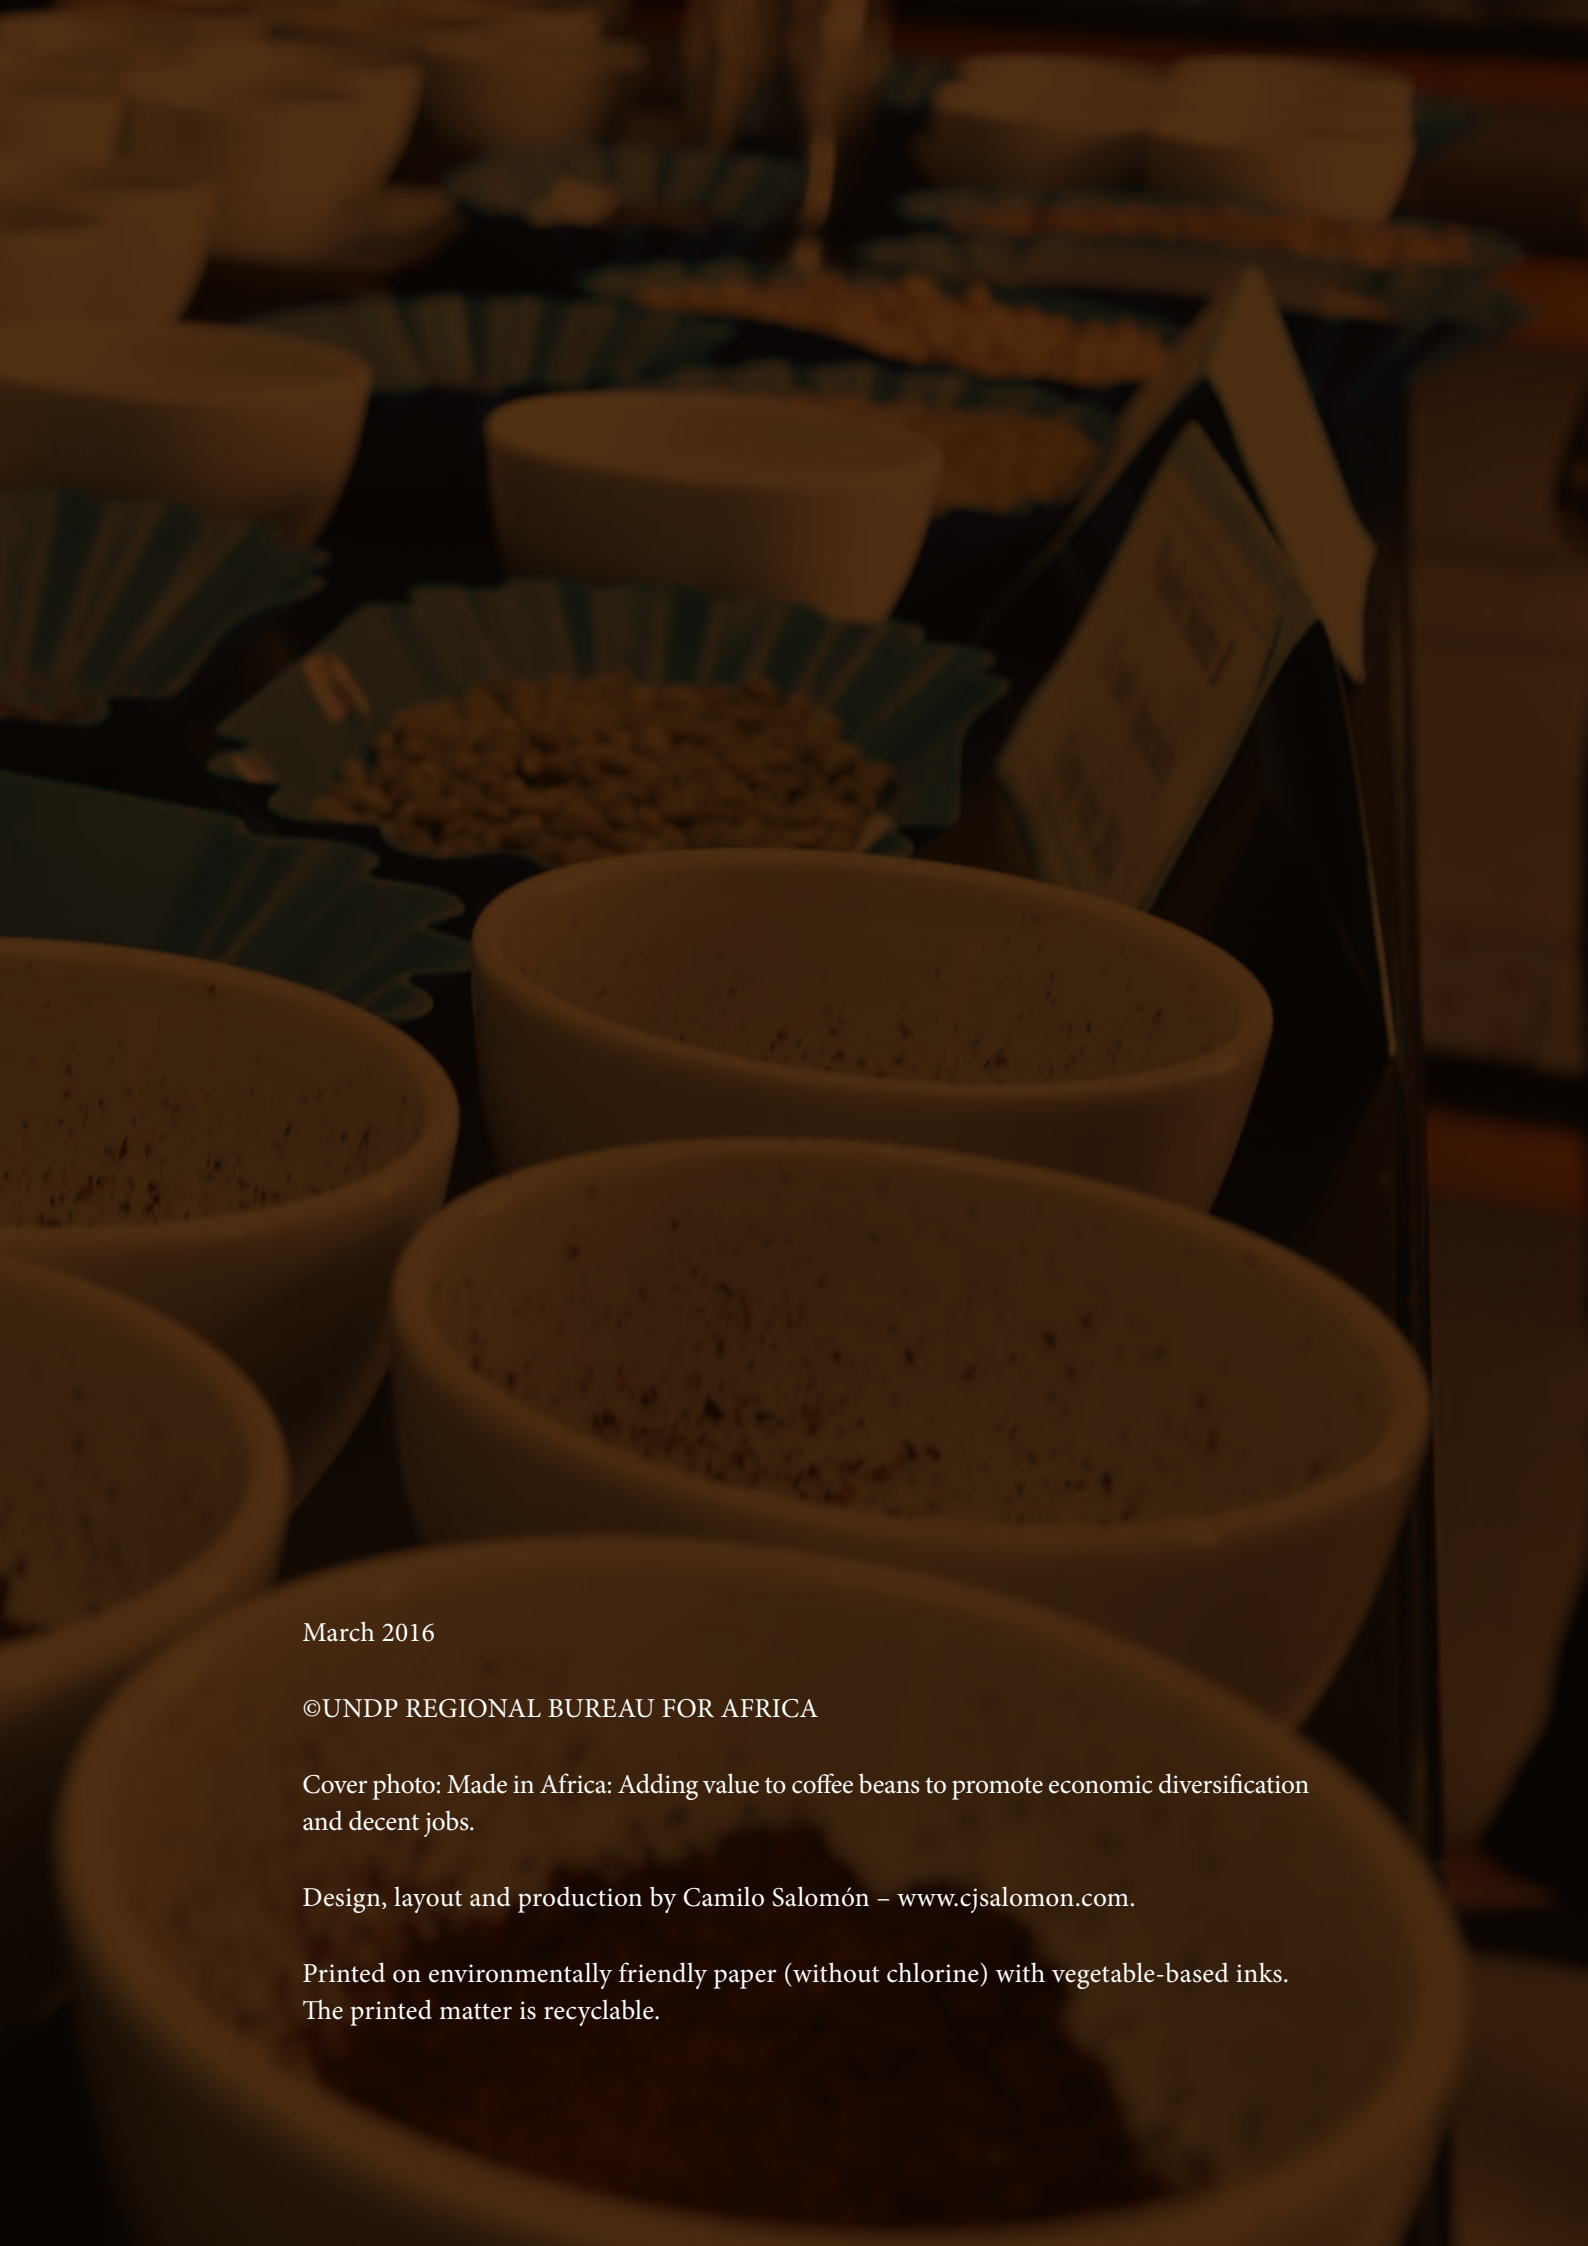 March 2016
©UNDP REGIONAL BUREAU FOR AFRICA
Cover photo: Made in Africa: Adding value to coffee beans to promote economic diversification
and decent jobs.
Design, layout and production by Camilo Salomón – www.cjsalomon.com.
Printed on environmentally friendly paper (without chlorine) with vegetable-based inks.
The printed matter is recyclable.